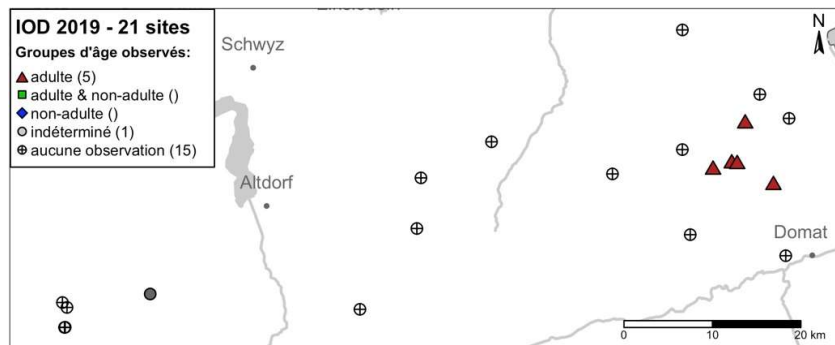 IOD 2019 - 21 sites
Groupes d'âge observés:
adulte (5)
adulte & non-adulte ()
non-adulte ()
indéterminé (1)
aucune observation (15)
Schwyz
N
Altdorf
Domat
0 10 20 km